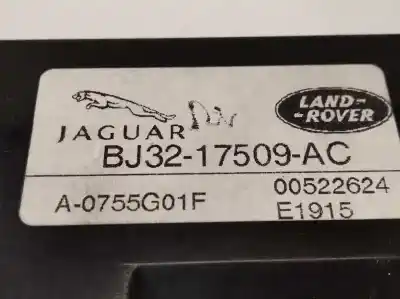 JAGUAR
LAND-
-ROVER
BJ32-17509-AC
A-0755G01F
00522624
E1915